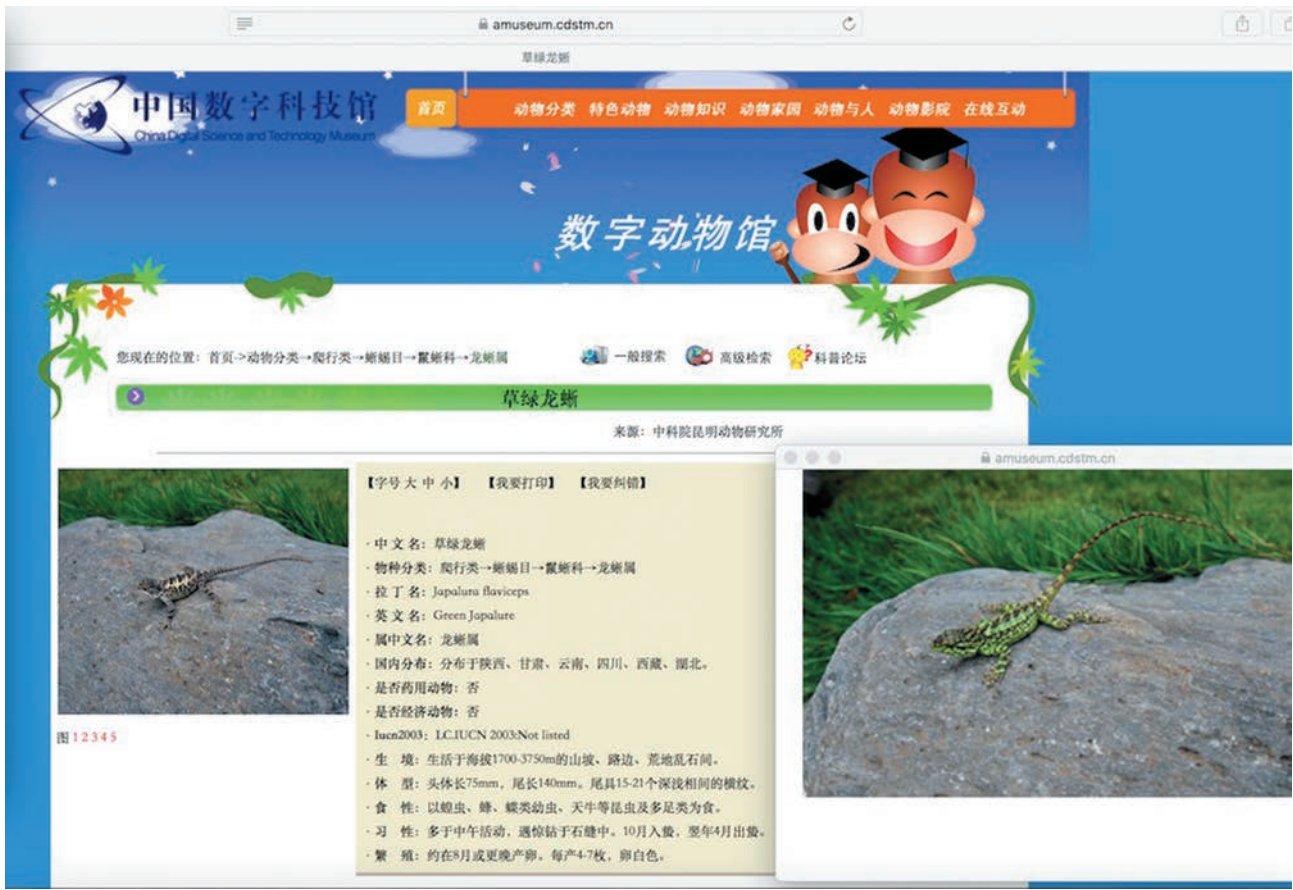 amuseum.cdstm.cn
草绿龙蜥
中国数字科技馆
China Digital Science and Technology Museum
首页 动物分类 特色动物 动物知识 动物家园 动物与人 动物影院 在线互动
数字动物馆
您现在的位置：首页->动物分类→爬行类→蜥蜴目→鬣蜥科→龙蜥属 一般搜索 高级检索 科普论坛
草绿龙蜥
来源：中科院昆明动物研究所
amuseum.cdstm.cn
【字号 大 中 小】 【我要打印】 【我要纠错】
· 中 文 名：草绿龙蜥
· 物种分类：爬行类→蜥蜴目→鬣蜥科→龙蜥属
· 拉 丁 名：Japalura flaviceps
· 英 文 名：Green Japalure
· 属中文名：龙蜥属
· 国内分布：分布于陕西、甘肃、云南、四川、西藏、湖北。
· 是否药用动物：否
· 是否经济动物：否
· Iucn2003：LC.IUCN 2003:Not listed
· 生 境：生活于海拔1700-3750m的山坡、路边、荒地乱石间。
· 体 型：头体长75mm，尾长140mm。尾具15-21个深浅相间的横纹。
· 食 性：以蝗虫、蜂、蝶类幼虫、天牛等昆虫及多足类为食。
· 习 性：多于中午活动，遇惊钻于石缝中。10月入蛰，翌年4月出蛰。
· 繁 殖：约在8月或更晚产卵。每产4-7枚，卵白色。
图 1 2 3 4 5